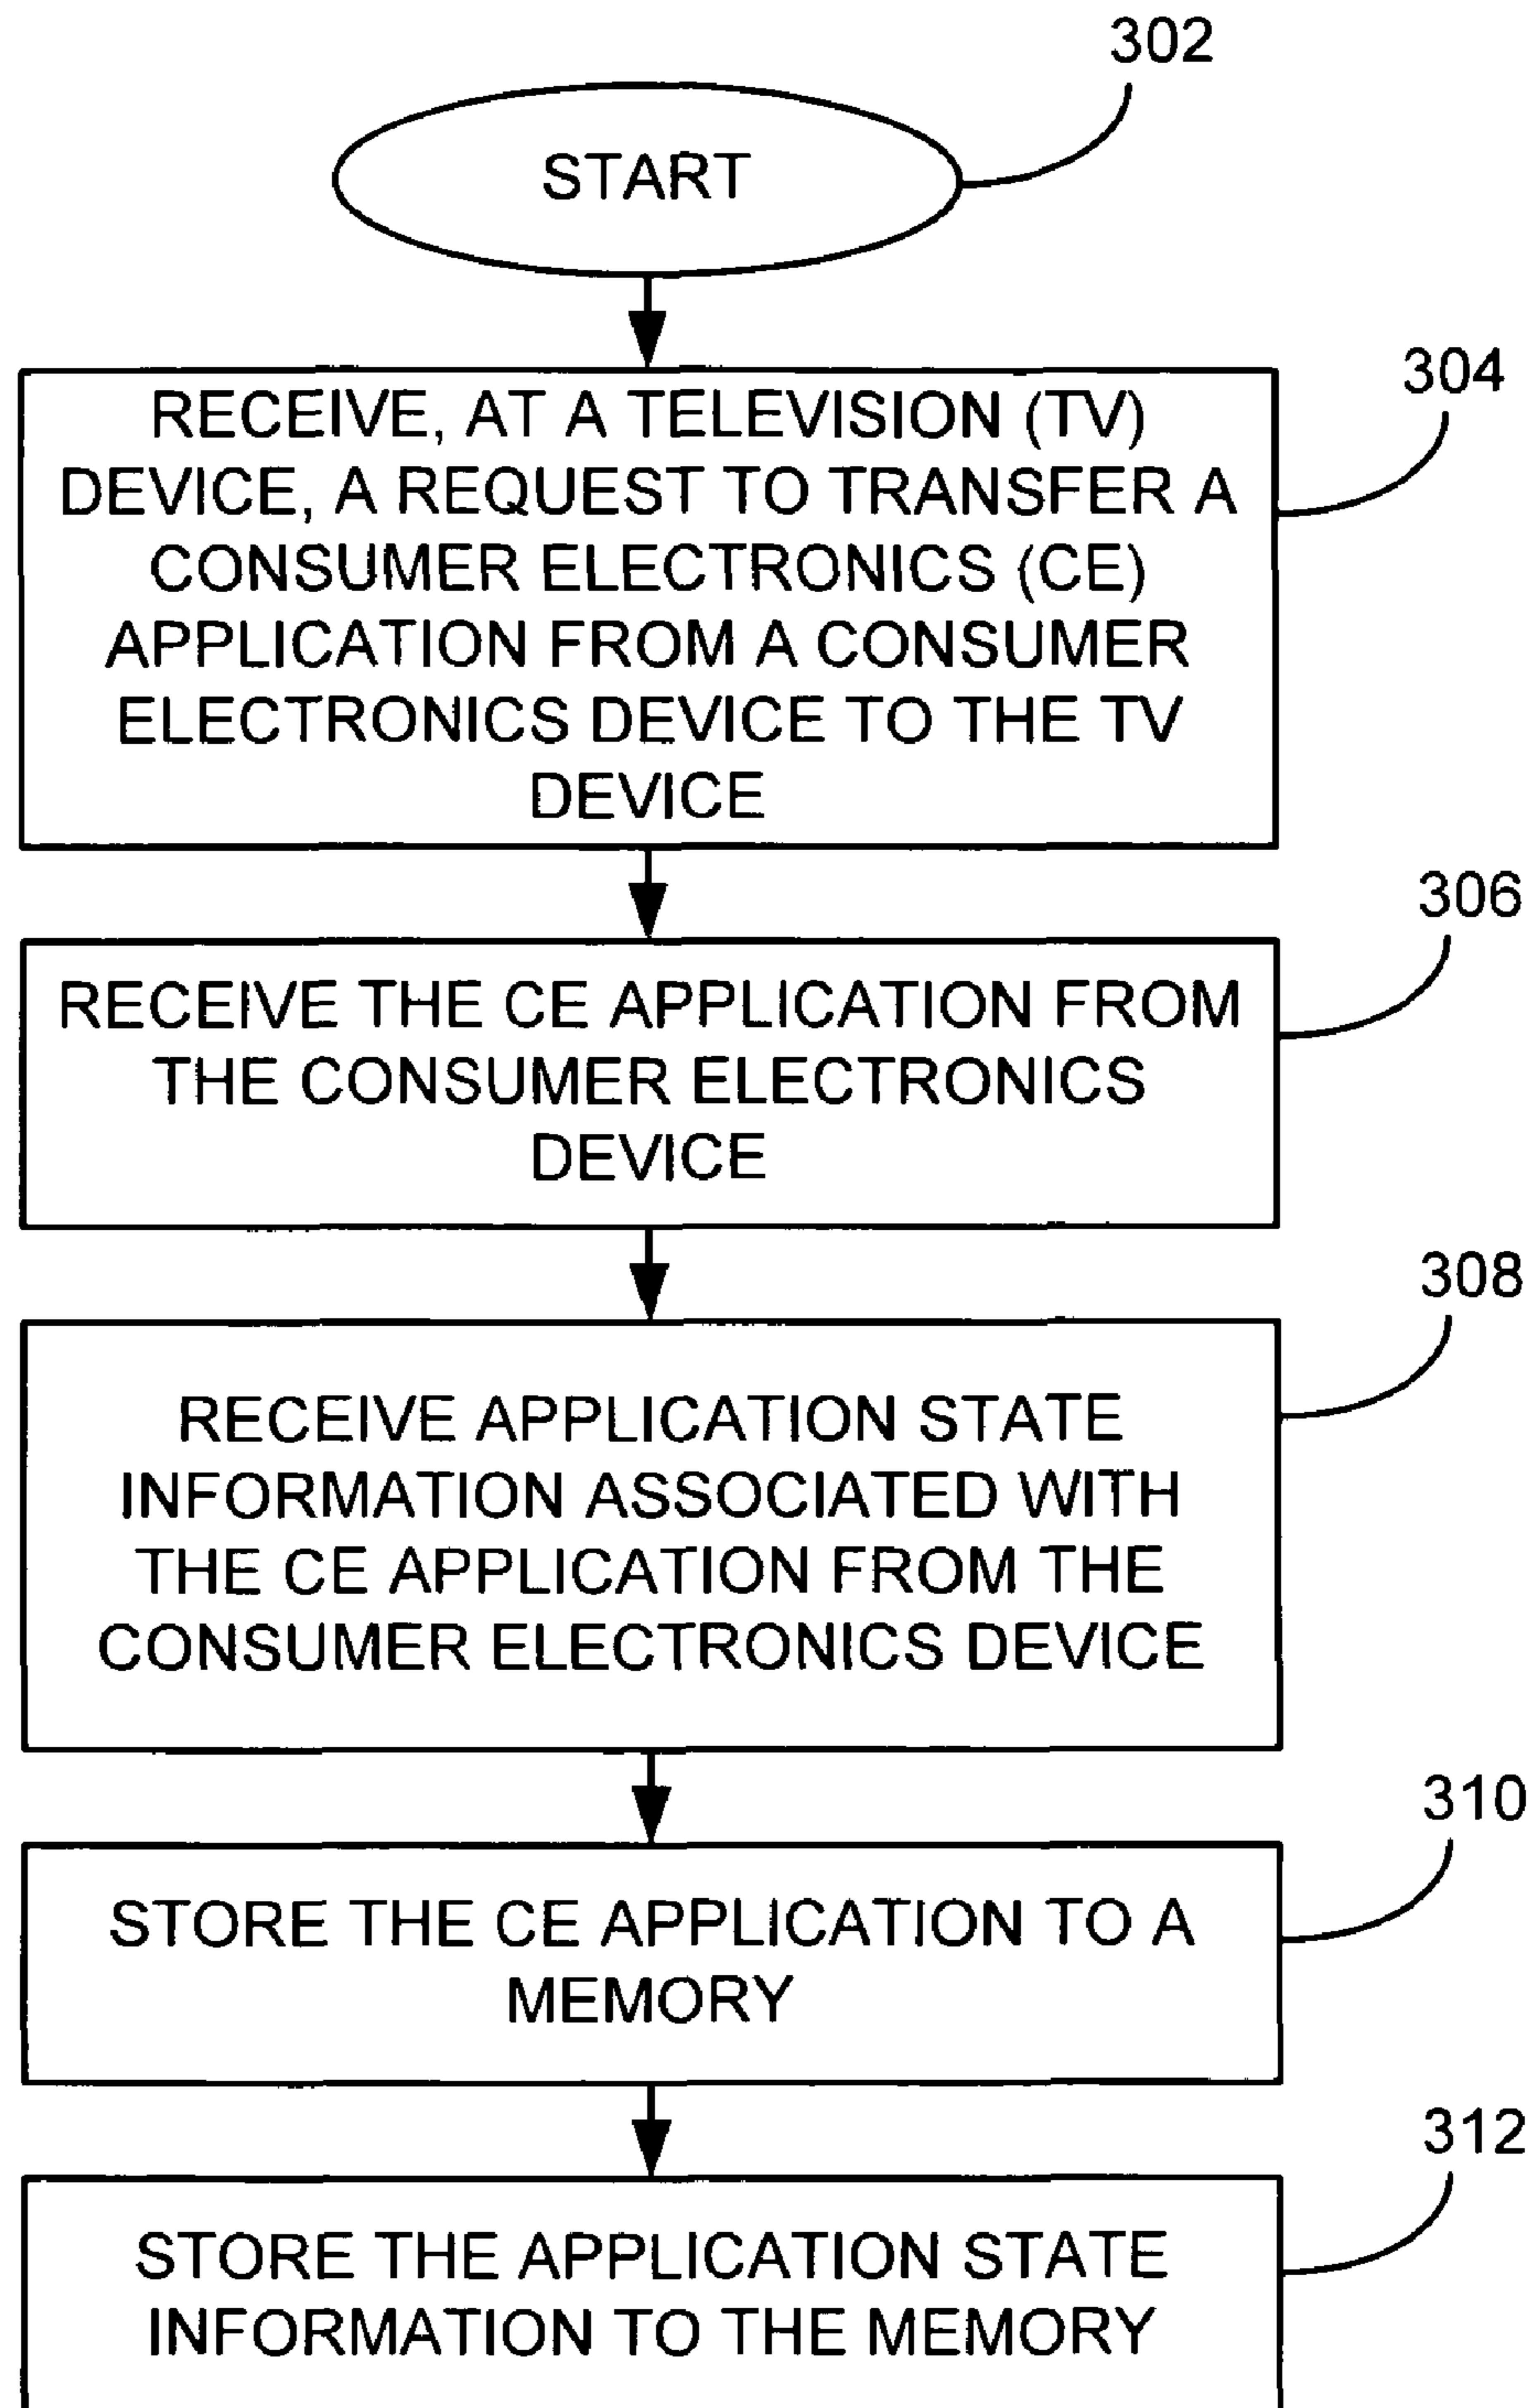 302
START
304
RECEIVE, AT A TELEVISION (TV)
DEVICE, A REQUEST TO TRANSFER A
CONSUMER ELECTRONICS (CE)
APPLICATION FROM A CONSUMER
ELECTRONICS DEVICE TO THE TV
DEVICE
306
RECEIVE THE CE APPLICATION FROM
THE CONSUMER ELECTRONICS
DEVICE
308
RECEIVE APPLICATION STATE
INFORMATION ASSOCIATED WITH
THE CE APPLICATION FROM THE
CONSUMER ELECTRONICS DEVICE
310
STORE THE CE APPLICATION TO A
MEMORY
312
STORE THE APPLICATION STATE
INFORMATION TO THE MEMORY